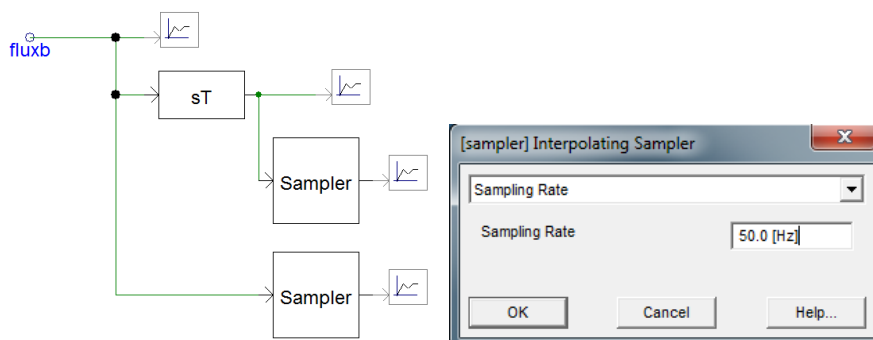 fluxb
sT
Sampler
Sampler
[sampler] Interpolating Sampler
Sampling Rate
Sampling Rate
50.0 [Hz]
OK
Cancel
Help...